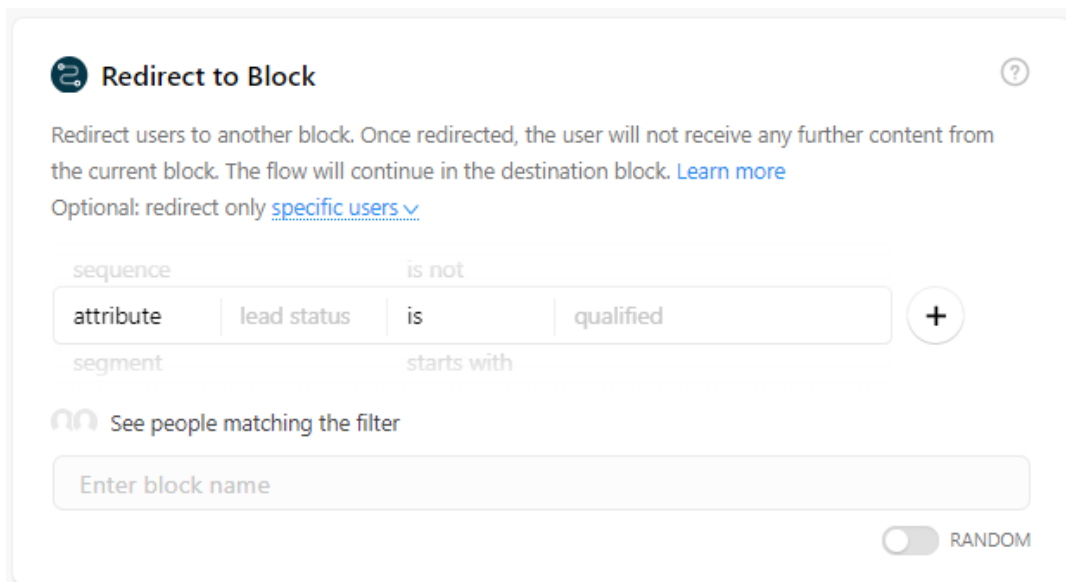 Redirect to Block
?
Redirect users to another block. Once redirected, the user will not receive any further content from
the current block. The flow will continue in the destination block. Learn more
Optional: redirect only specific users
sequence is not
attribute lead status is qualified +
segment starts with
See people matching the filter
Enter block name
RANDOM